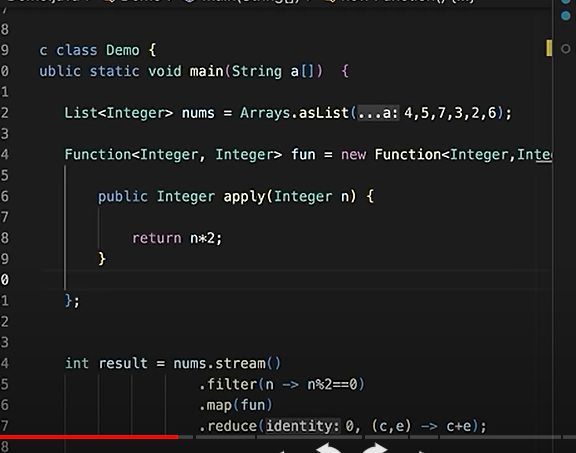 9 c class Demo {
0 ublic static void main(String a[]) {
1
2 List<Integer> nums = Arrays.asList(...a: 4,5,7,3,2,6);
3
4 Function<Integer, Integer> fun = new Function<Integer,Inte
5
6 public Integer apply(Integer n) {
7
8 return n*2;
9 }
0
1 };
2
3
4 int result = nums.stream()
5 .filter(n -> n%2==0)
6 .map(fun)
7 .reduce(identity: 0, (c,e) -> c+e);
8